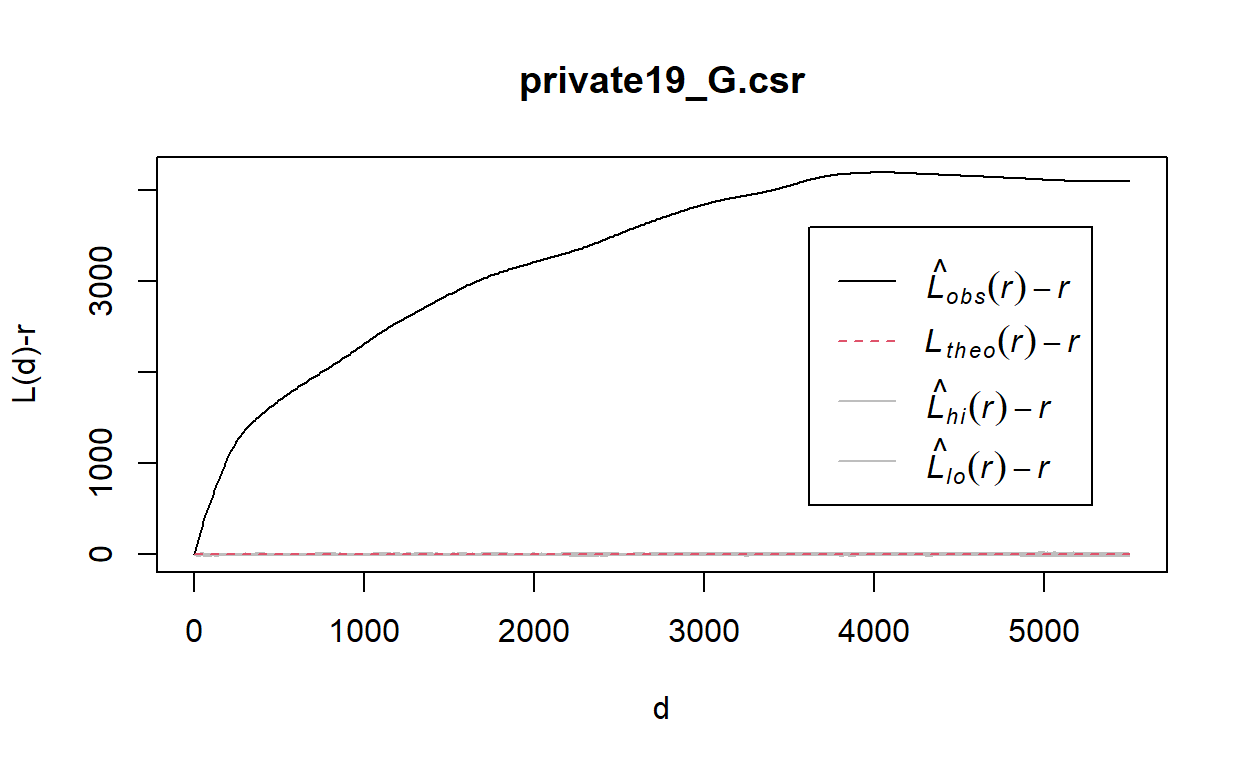 private19_G.csr
L(d)-r
3000
1000
0
L̂obs(r) – r
Ltheo(r) – r
L̂hi(r) – r
L̂lo(r) – r
0 1000 2000 3000 4000 5000
d